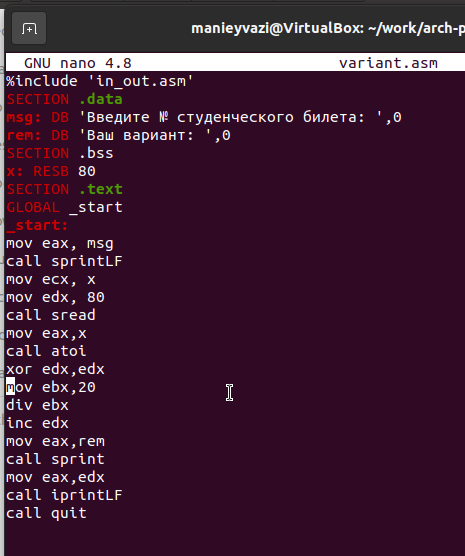 manieyvazi@VirtualBox: ~/work/arch-p
GNU nano 4.8 variant.asm
%include 'in_out.asm'
SECTION .data
msg: DB 'Введите № студенческого билета: ',0
rem: DB 'Ваш вариант: ',0
SECTION .bss
x: RESB 80
SECTION .text
GLOBAL _start
_start:
mov eax, msg
call sprintLF
mov ecx, x
mov edx, 80
call sread
mov eax,x
call atoi
xor edx,edx
mov ebx,20
div ebx
inc edx
mov eax,rem
call sprint
mov eax,edx
call iprintLF
call quit